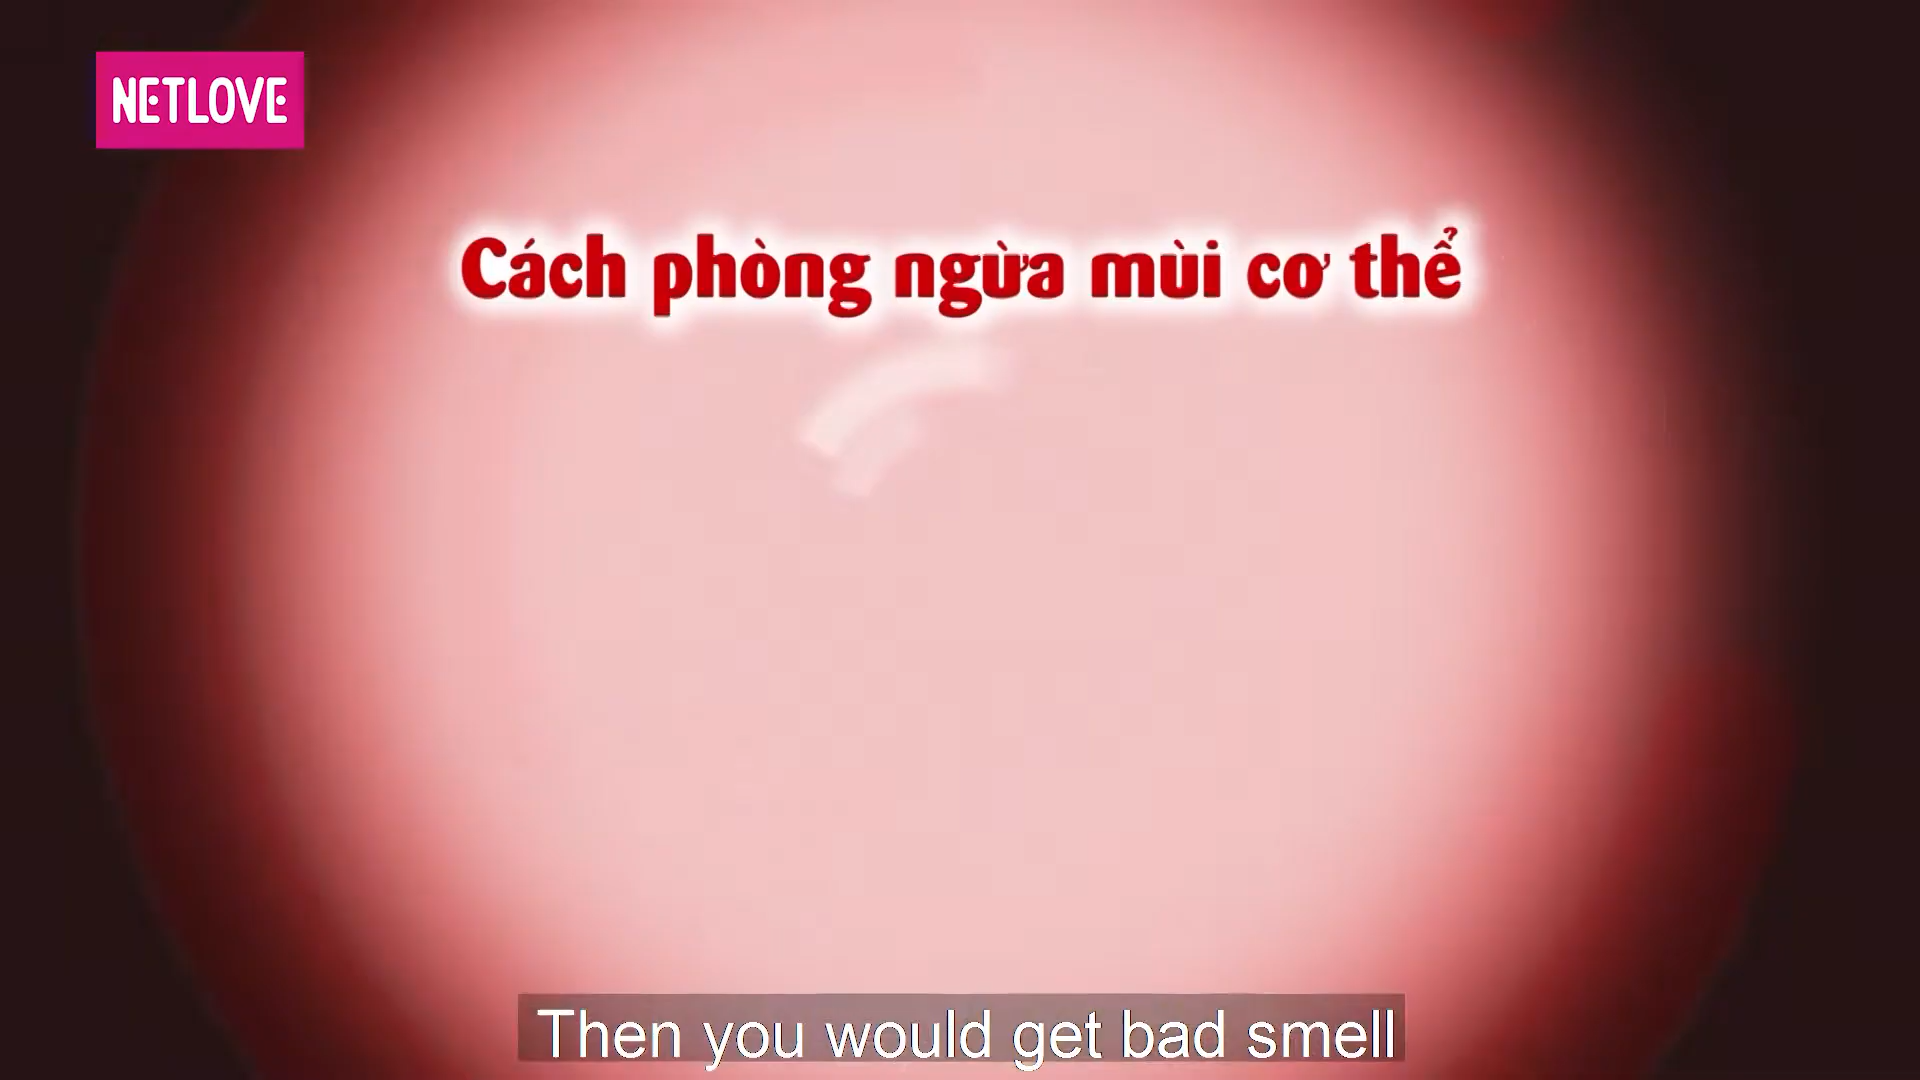 NETLOVE
Cách phòng ngừa mùi cơ thể
Then you would get bad smell